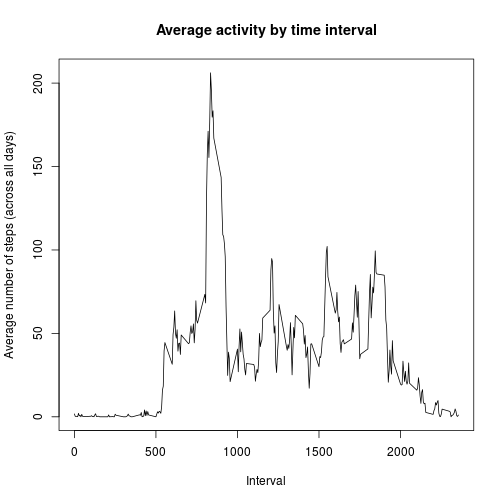 Average activity by time interval
Average number of steps (across all days)
200
150
100
50
0
0 500 1000 1500 2000
Interval